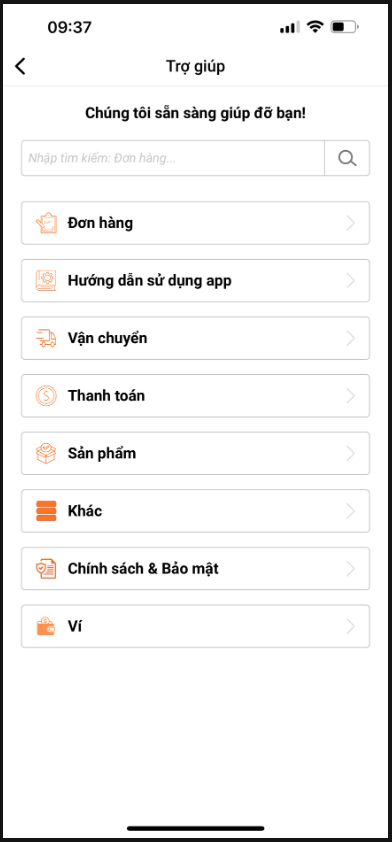 09:37
Trợ giúp
Chúng tôi sẵn sàng giúp đỡ bạn!
Nhập tìm kiếm: Đơn hàng...
Đơn hàng
Hướng dẫn sử dụng app
Vận chuyển
Thanh toán
Sản phẩm
Khác
Chính sách & Bảo mật
Ví